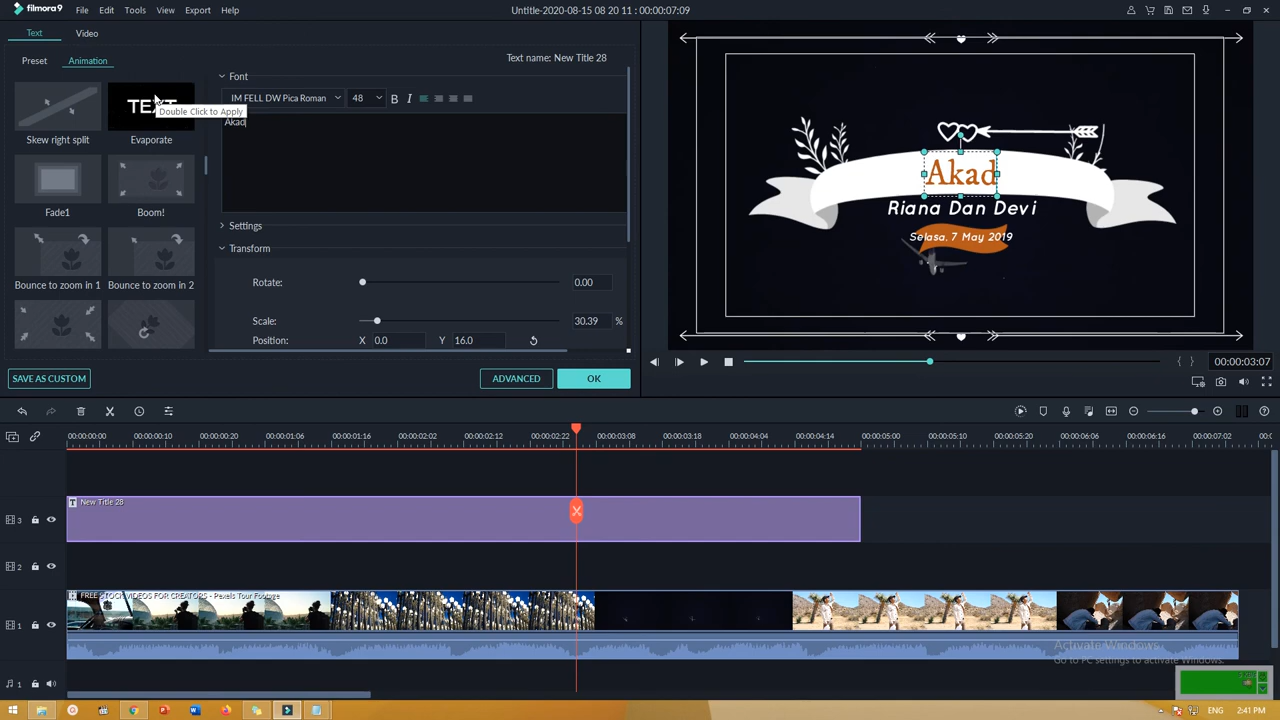 filmora9 File Edit Tools View Export Help Untitle-2020-08-15 08 20 11 : 00:00:07:09
Text Video
Preset Animation
Text name: New Title 28
Font
IM FELL DW Pica Roman 48 B I
Akad
TEXT
Double Click to Apply
Skew right split Evaporate
Fade1 Boom!
Bounce to zoom in 1 Bounce to zoom in 2
Settings
Transform
Rotate: 0.00
Scale: 30.39 %
Position: X 0.0 Y 16.0
SAVE AS CUSTOM ADVANCED OK
Akad
Riana Dan Devi
Selasa, 7 May 2019
00:00:03:07
00:00:00:00 00:00:00:10 00:00:00:20 00:00:01:06 00:00:01:16 00:00:02:02 00:00:02:12 00:00:02:22 00:00:03:08 00:00:03:18 00:00:04:04 00:00:04:14 00:00:05:00 00:00:05:10 00:00:05:20 00:00:06:06 00:00:06:16 00:00:07:02
T New Title 28
3
2
FREE STOCK VIDEOS FOR CREATORS - Pexels Tour Footage
1
Activate Windows
Go to PC settings to activate Windows.
1
ENG 2:41 PM